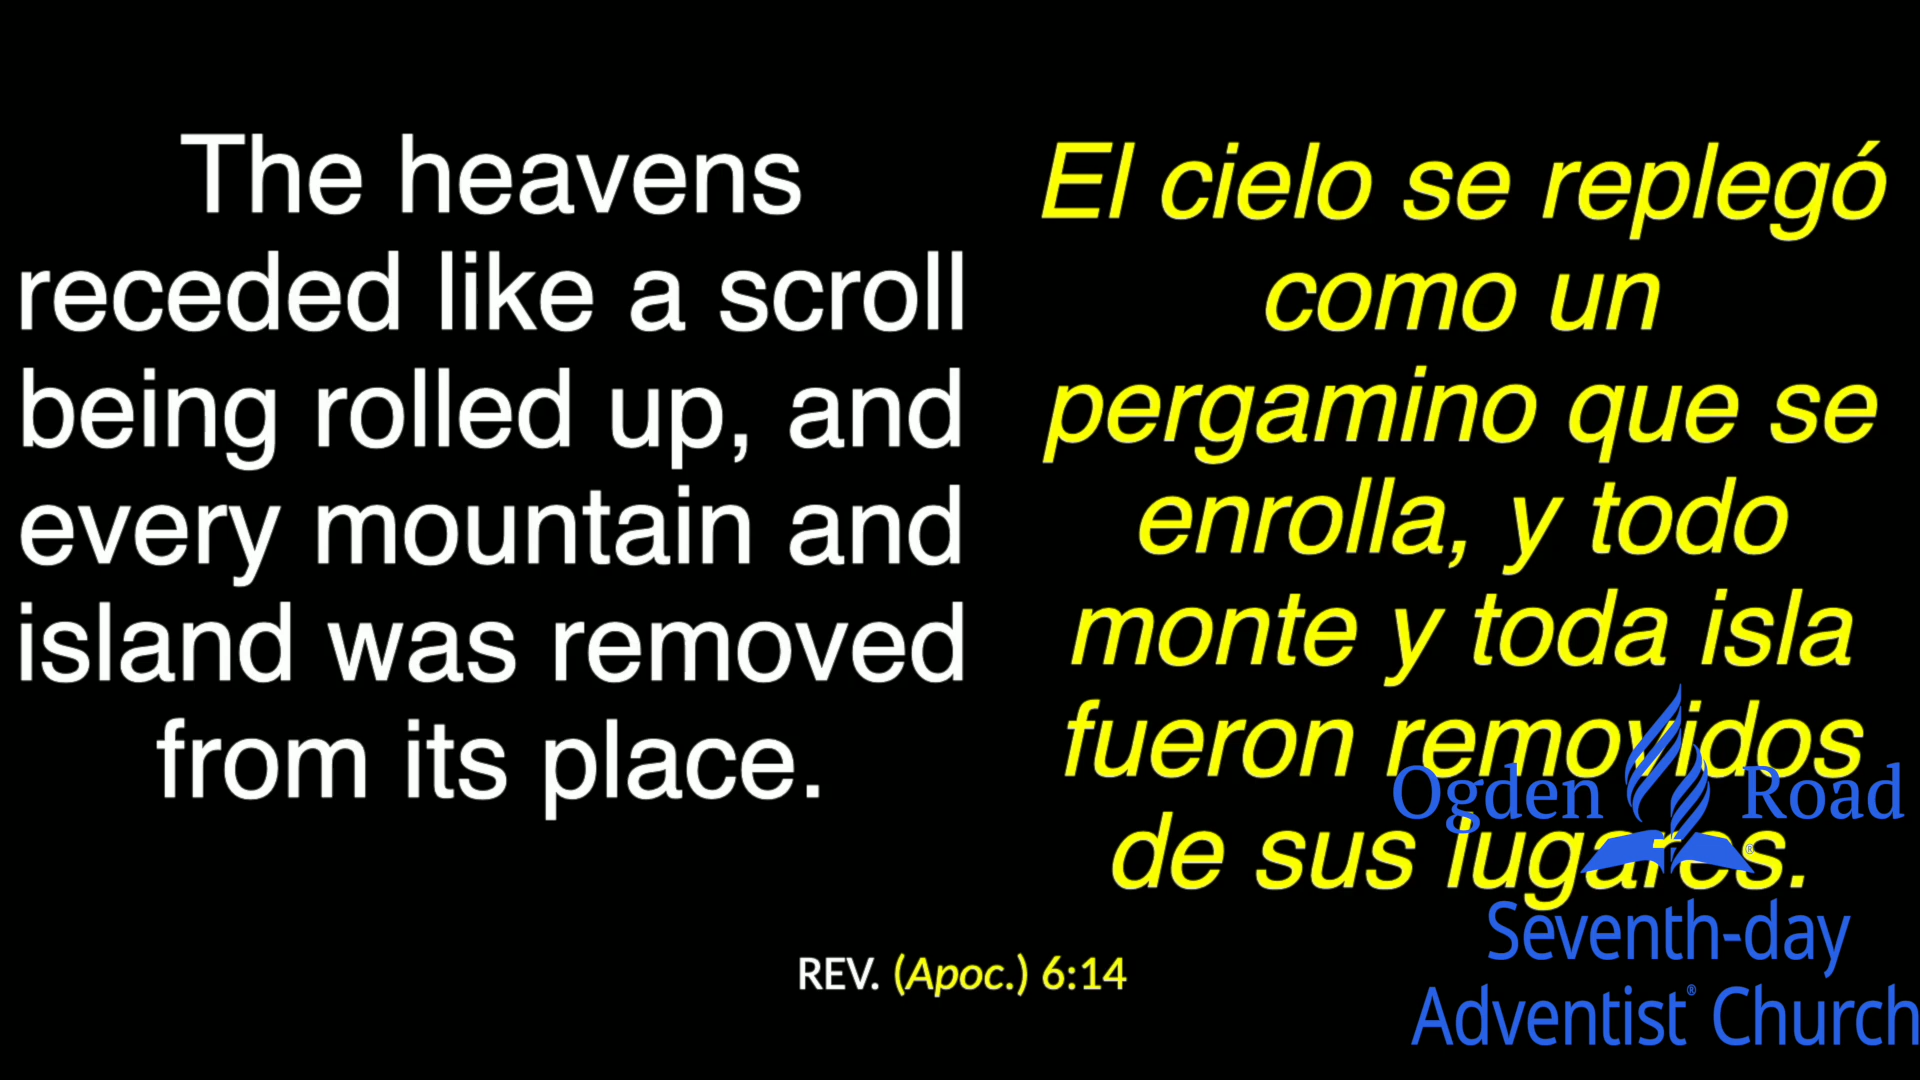 The heavens
receded like a scroll
being rolled up, and
every mountain and
island was removed
from its place.
El cielo se replegó
como un
pergamino que se
enrolla, y todo
monte y toda isla
fueron removidos
de sus lugares.
REV. (Apoc.) 6:14
Ogden Road
Seventh-day
Adventist® Church